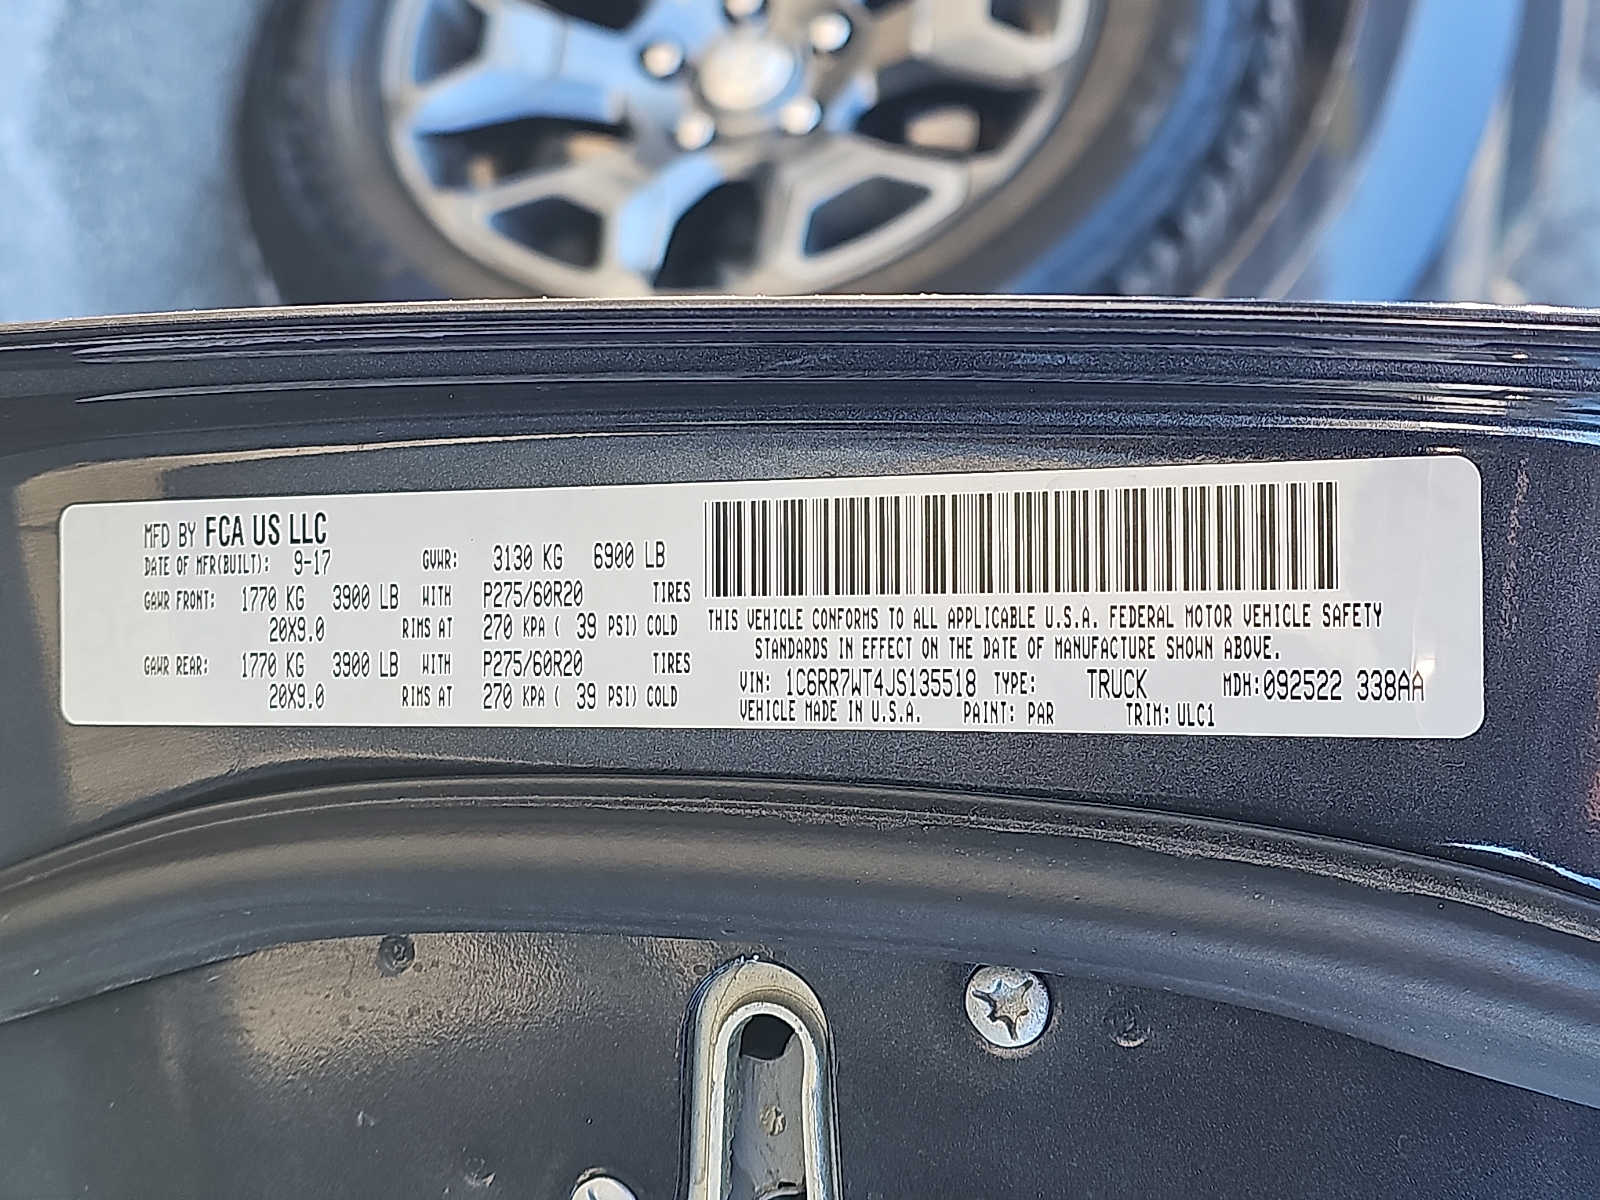 MFD BY FCA US LLC
DATE OF MFR(BUILT): 9-17 GVWR: 3130 KG 6900 LB
GAWR FRONT: 1770 KG 3900 LB WITH P275/60R20 TIRES
20X9.0 RIMS AT 270 KPA ( 39 PSI) COLD
GAWR REAR: 1770 KG 3900 LB WITH P275/60R20 TIRES
20X9.0 RIMS AT 270 KPA ( 39 PSI) COLD
THIS VEHICLE CONFORMS TO ALL APPLICABLE U.S.A. FEDERAL MOTOR VEHICLE SAFETY
STANDARDS IN EFFECT ON THE DATE OF MANUFACTURE SHOWN ABOVE.
VIN: 1C6RR7WT4JS135518 TYPE: TRUCK MDH:092522 338AA
VEHICLE MADE IN U.S.A. PAINT: PAR TRIM: ULC1